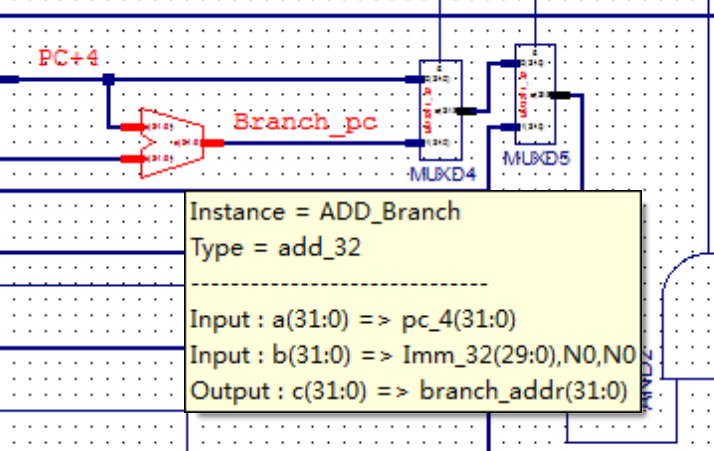 PC+4
Branch_pc
MUXD4
MUXD5
Instance = ADD_Branch
Type = add_32
------------------------------
Input : a(31:0) => pc_4(31:0)
Input : b(31:0) => Imm_32(29:0),N0,N0
Output : c(31:0) => branch_addr(31:0)
AND2